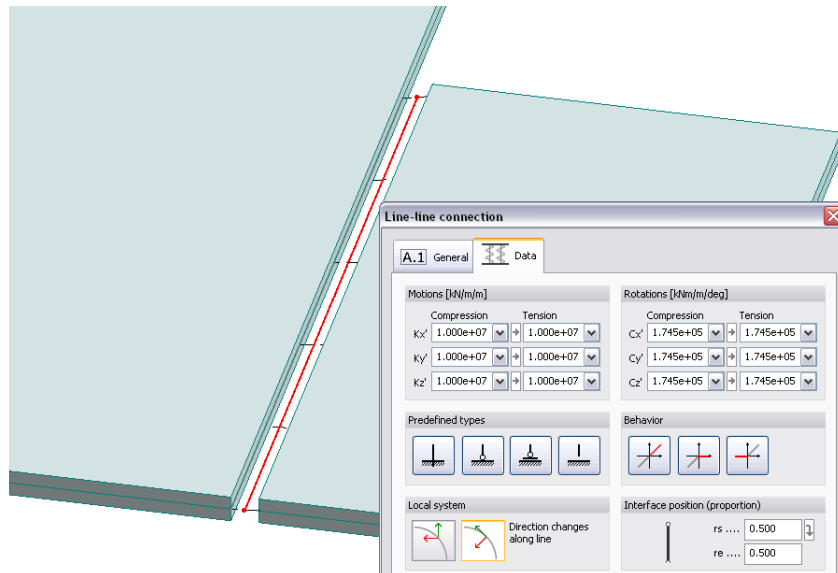 Line-line connection
A.1 General Data
Motions [kN/m/m]
Compression Tension
Kx' 1.000e+07 1.000e+07
Ky' 1.000e+07 1.000e+07
Kz' 1.000e+07 1.000e+07
Rotations [kNm/m/deg]
Compression Tension
Cx' 1.745e+05 1.745e+05
Cy' 1.745e+05 1.745e+05
Cz' 1.745e+05 1.745e+05
Predefined types
Behavior
Local system
Direction changes
along line
Interface position (proportion)
rs .... 0.500
re .... 0.500